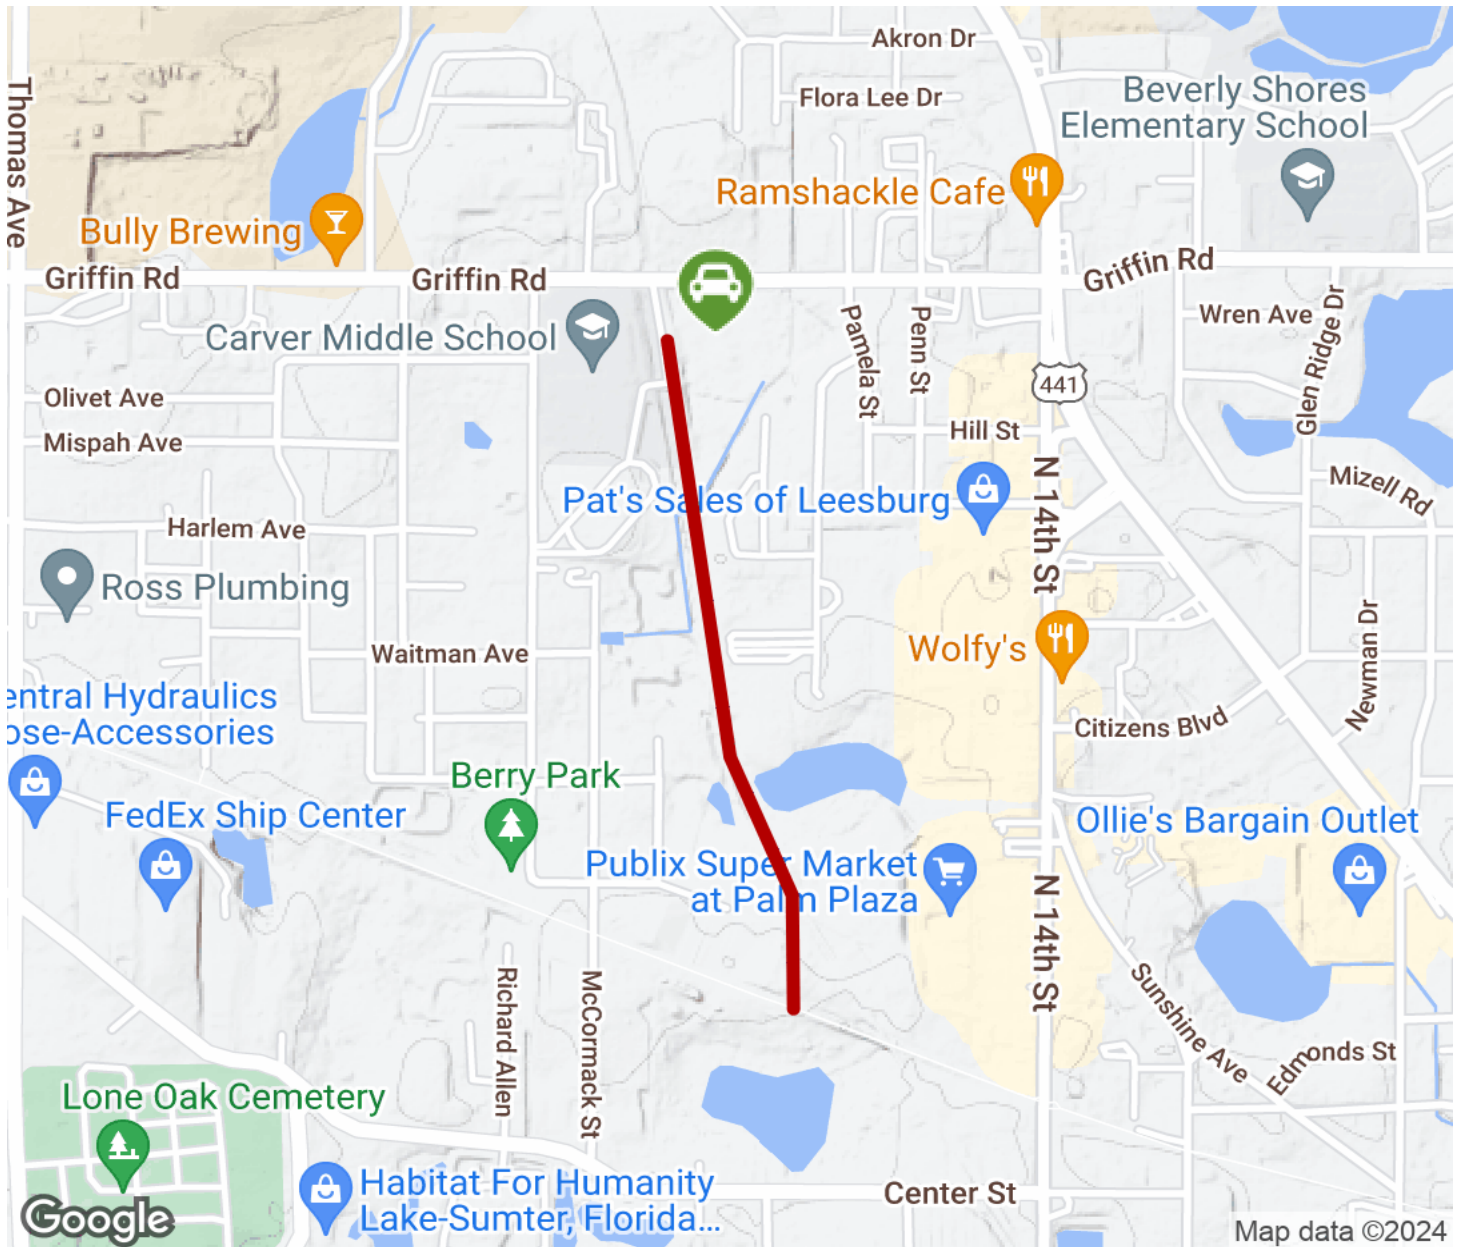 Akron Dr
Flora Lee Dr
Beverly Shores
Elementary School
Thomas Ave
Ramshackle Cafe
Bully Brewing
Griffin Rd
Griffin Rd
Griffin Rd
Carver Middle School
Pamela St
Penn St
Wren Ave
Glen Ridge Dr
441
Olivet Ave
Mispah Ave
Hill St
Mizell Rd
Pat's Sales of Leesburg
N 14th St
Harlem Ave
Ross Plumbing
Waitman Ave
Wolfy's
Newman Dr
entral Hydraulics
ose-Accessories
Citizens Blvd
Berry Park
FedEx Ship Center
Ollie's Bargain Outlet
Publix Super Market
at Palm Plaza
N 14th St
Richard Allen
McCormack St
Sunshine Ave
Edmonds St
Lone Oak Cemetery
Habitat For Humanity
Lake-Sumter, Florida...
Center St
Google
Map data ©2024